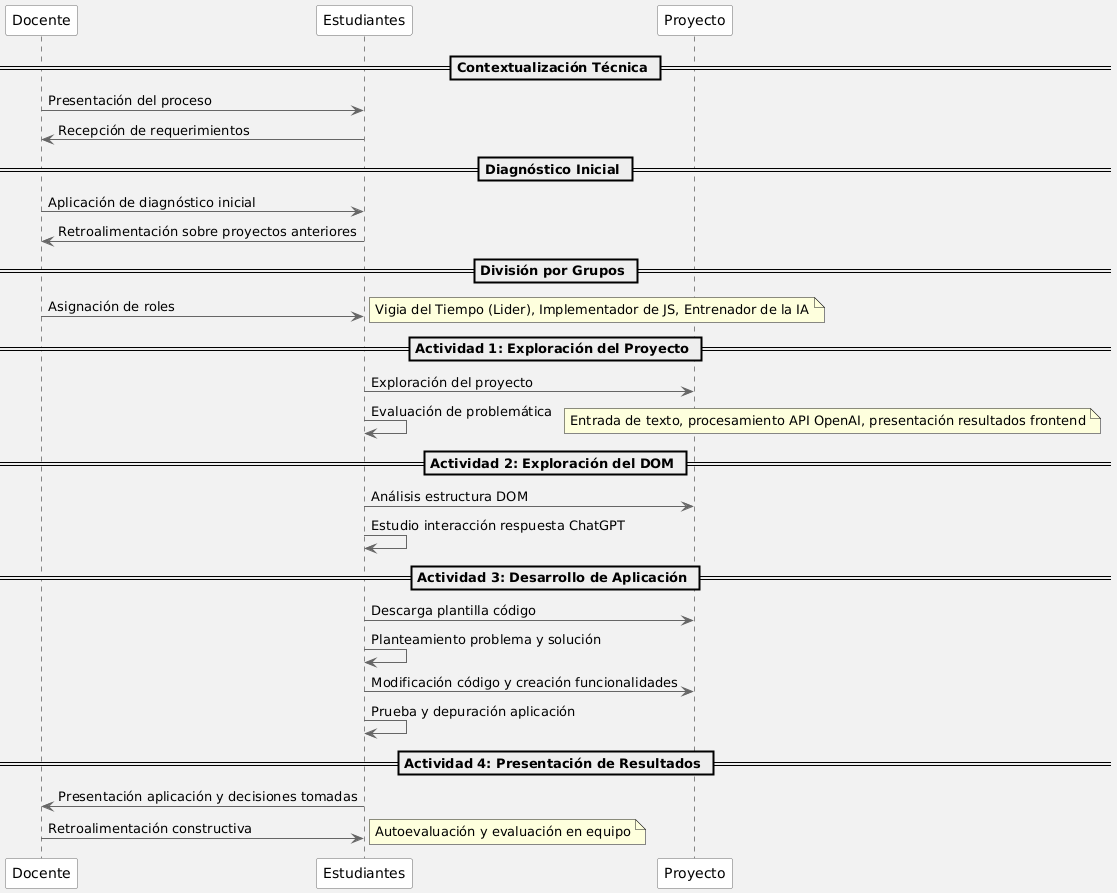 Docente
Estudiantes
Proyecto
Contextualización Técnica
Presentación del proceso
Recepción de requerimientos
Diagnóstico Inicial
Aplicación de diagnóstico inicial
Retroalimentación sobre proyectos anteriores
División por Grupos
Asignación de roles
Vigia del Tiempo (Lider), Implementador de JS, Entrenador de la IA
Actividad 1: Exploración del Proyecto
Exploración del proyecto
Evaluación de problemática
Entrada de texto, procesamiento API OpenAI, presentación resultados frontend
Actividad 2: Exploración del DOM
Análisis estructura DOM
Estudio interacción respuesta ChatGPT
Actividad 3: Desarrollo de Aplicación
Descarga plantilla código
Planteamiento problema y solución
Modificación código y creación funcionalidades
Prueba y depuración aplicación
Actividad 4: Presentación de Resultados
Presentación aplicación y decisiones tomadas
Retroalimentación constructiva
Autoevaluación y evaluación en equipo
Docente
Estudiantes
Proyecto